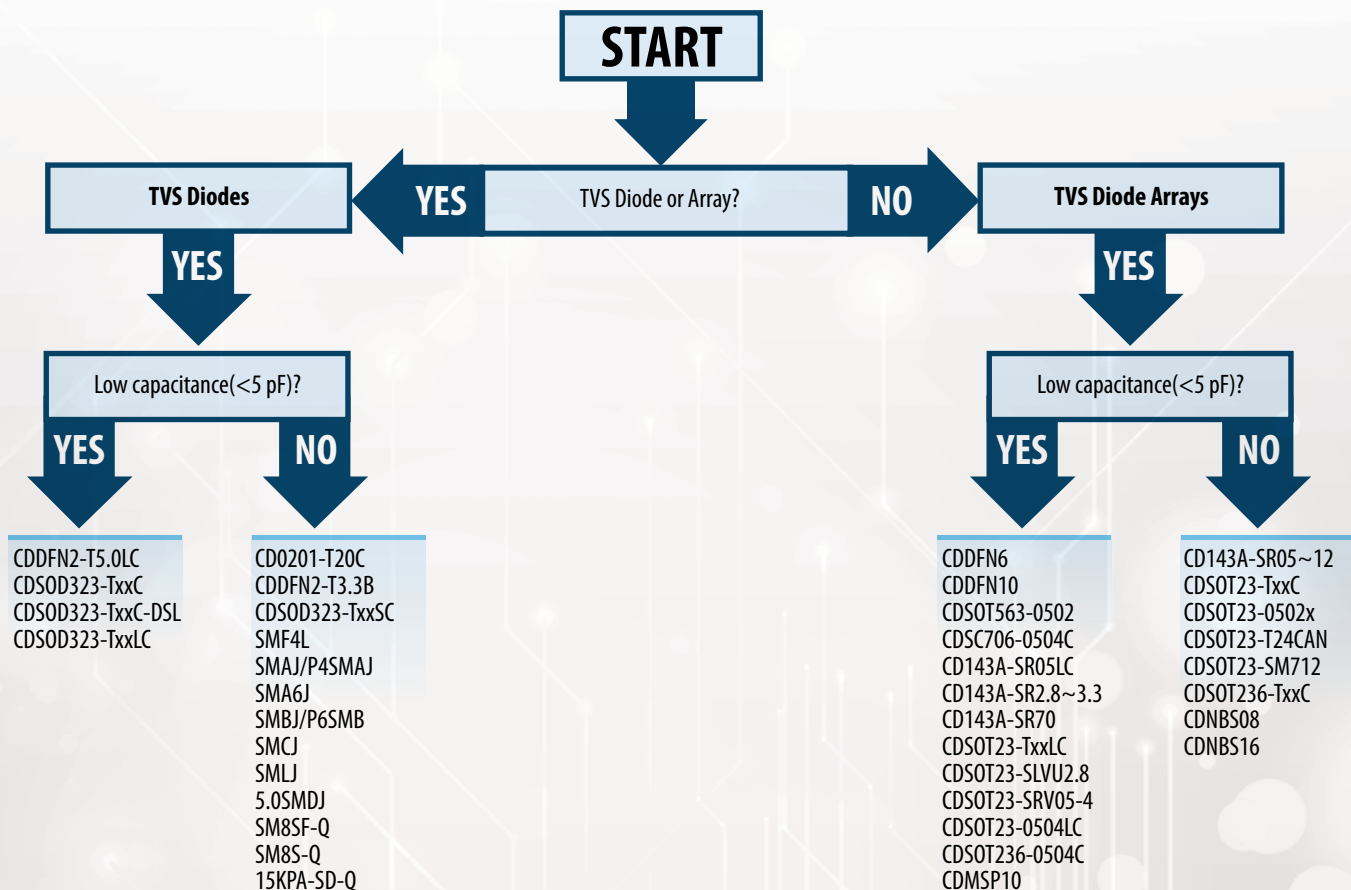 START
TVS Diodes
YES
TVS Diode or Array?
NO
TVS Diode Arrays
YES
YES
Low capacitance(<5 pF)?
Low capacitance(<5 pF)?
YES
NO
YES
NO
CDDFN2-T5.0LC
CDSOD323-TxxC
CDSOD323-TxxC-DSL
CDSOD323-TxxLC
CD0201-T20C
CDDFN2-T3.3B
CDSOD323-TxxSC
SMF4L
SMAJ/P4SMAJ
SMA6J
SMBJ/P6SMB
SMCJ
SMLJ
5.0SMDJ
SM8SF-Q
SM8S-Q
15KPA-SD-Q
CDDFN6
CDDFN10
CDSOT563-0502
CDSC706-0504C
CD143A-SR05LC
CD143A-SR2.8~3.3
CD143A-SR70
CDSOT23-TxxLC
CDSOT23-SLVU2.8
CDSOT23-SRV05-4
CDSOT23-0504LC
CDSOT236-0504C
CDMSP10
CD143A-SR05~12
CDSOT23-TxxC
CDSOT23-0502x
CDSOT23-T24CAN
CDSOT23-SM712
CDSOT236-TxxC
CDNBS08
CDNBS16